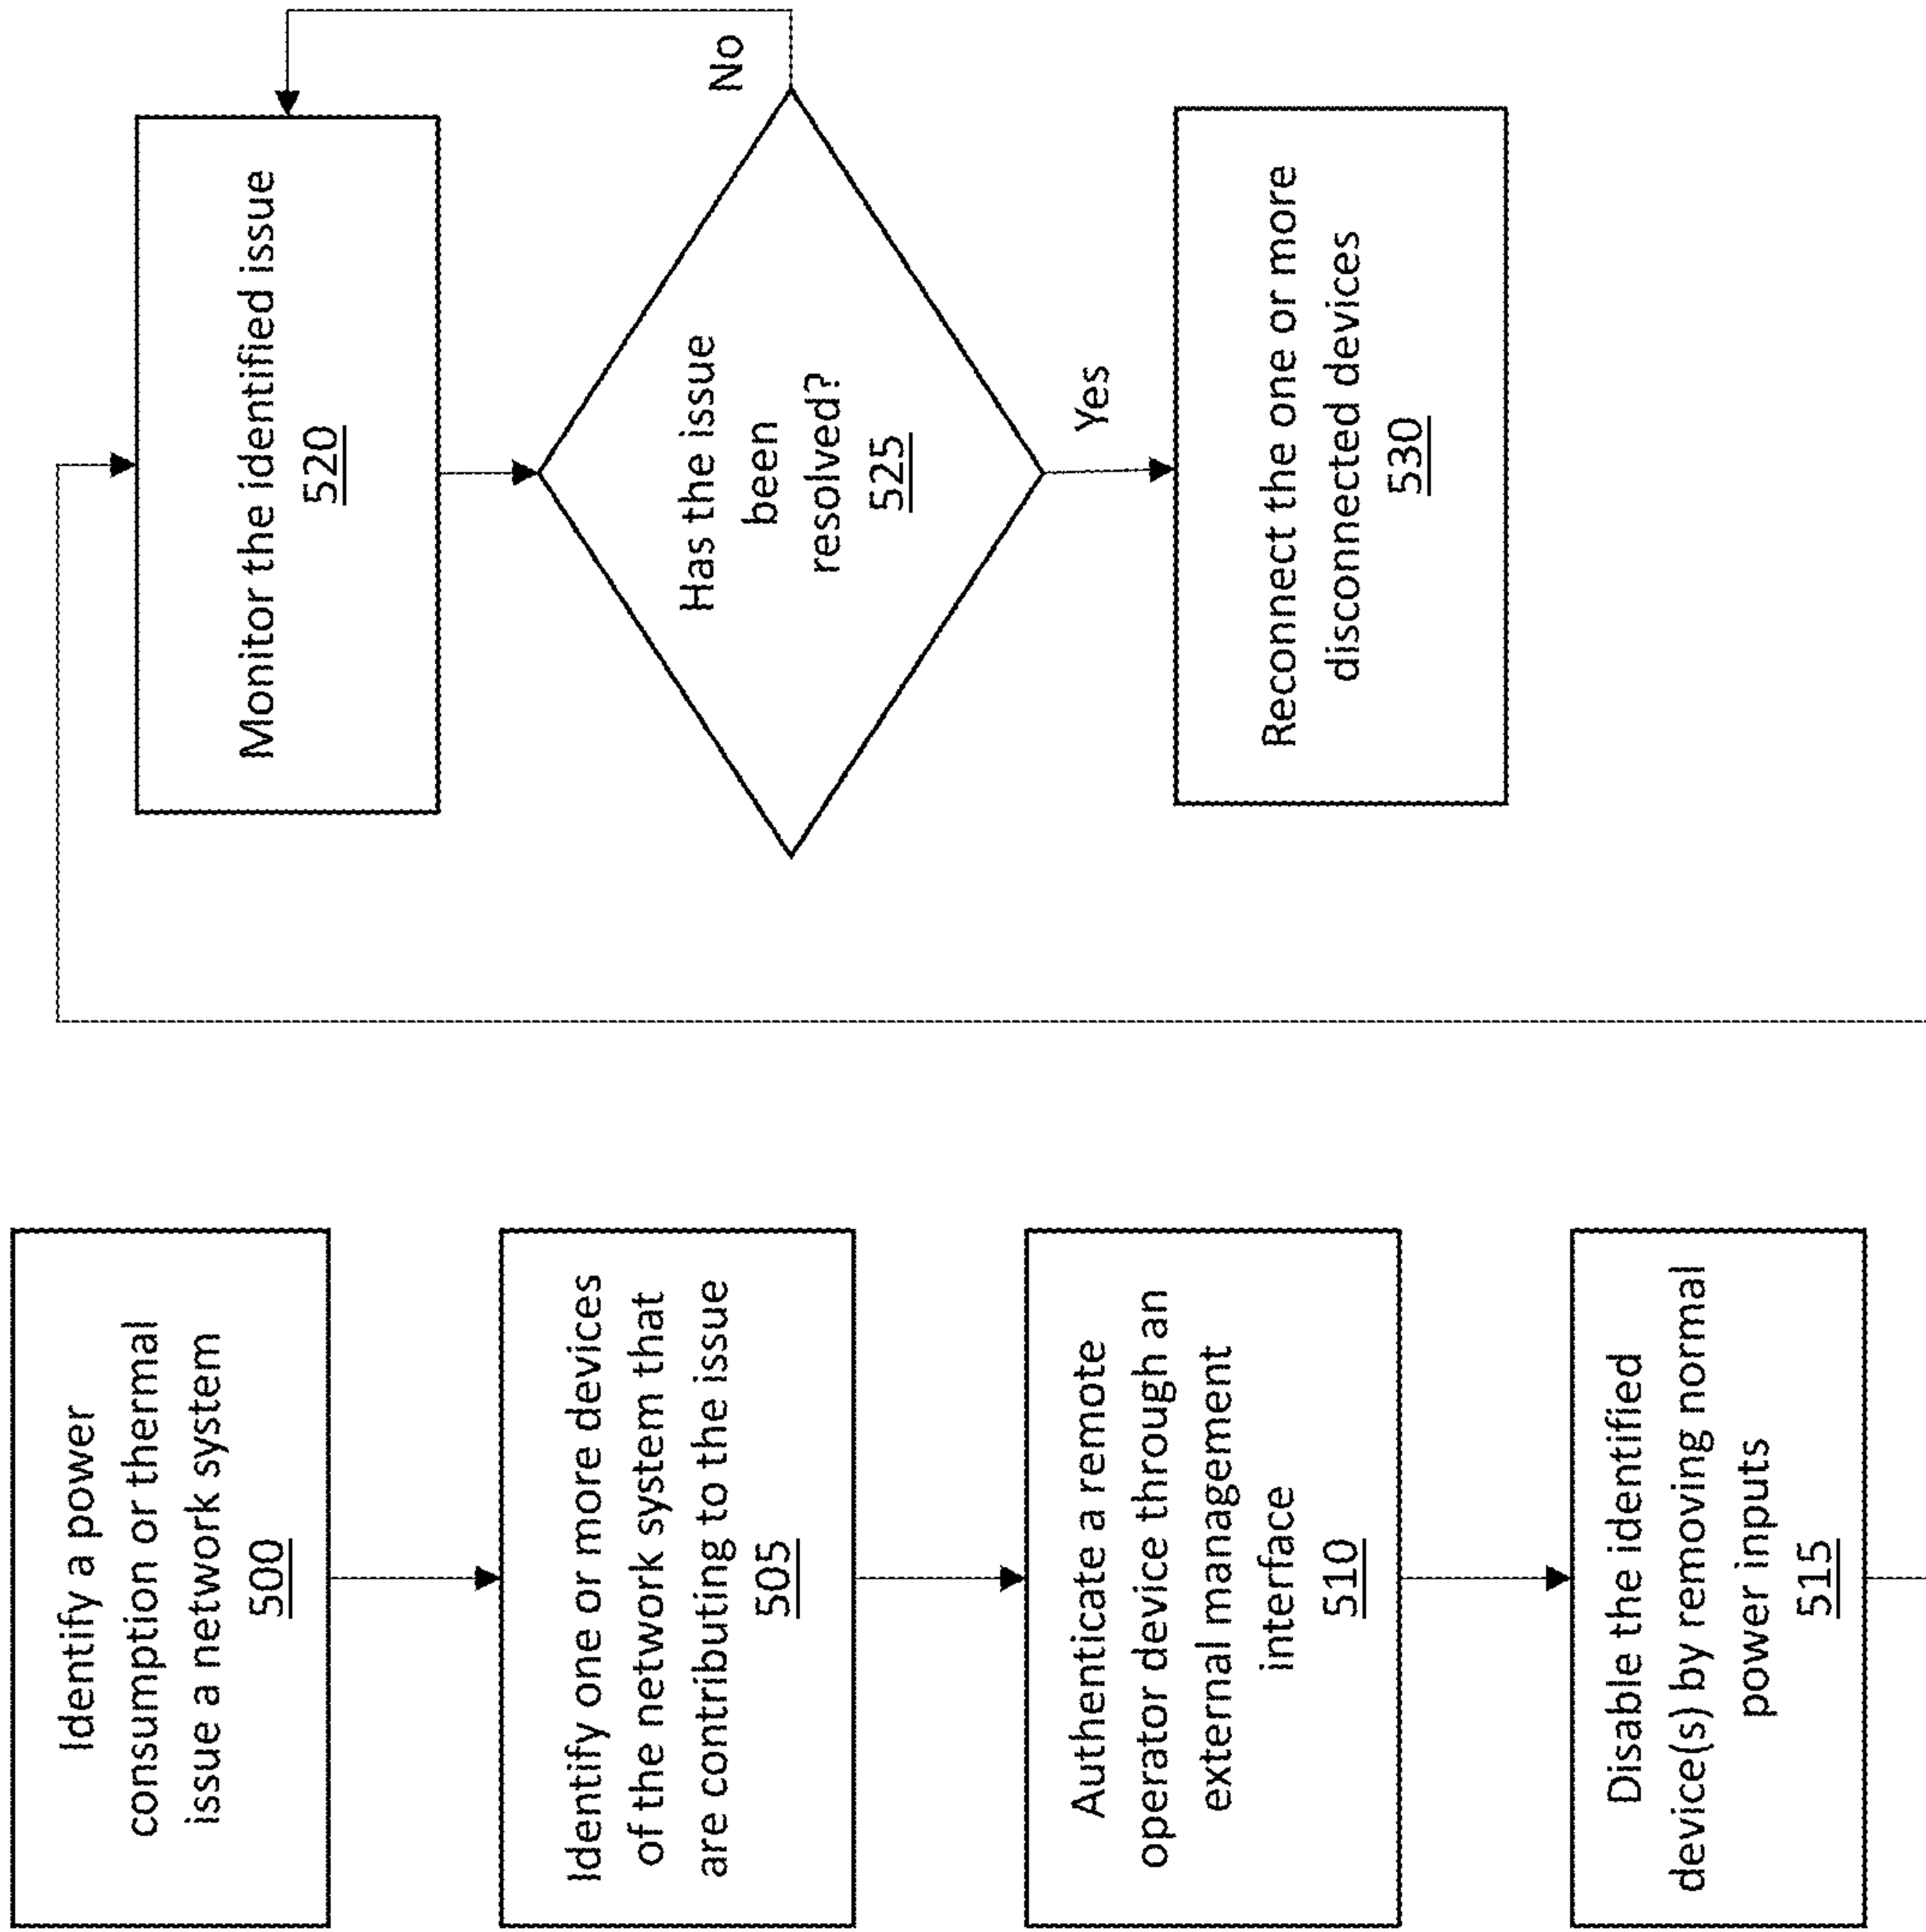 Identify a power
consumption or thermal
issue a network system
500
Identify one or more devices
of the network system that
are contributing to the issue
505
Authenticate a remote
operator device through an
external management
interface
510
Disable the identified
device(s) by removing normal
power inputs
515
Monitor the identified issue
520
Has the issue
been
resolved?
525
No
Yes
Reconnect the one or more
disconnected devices
530